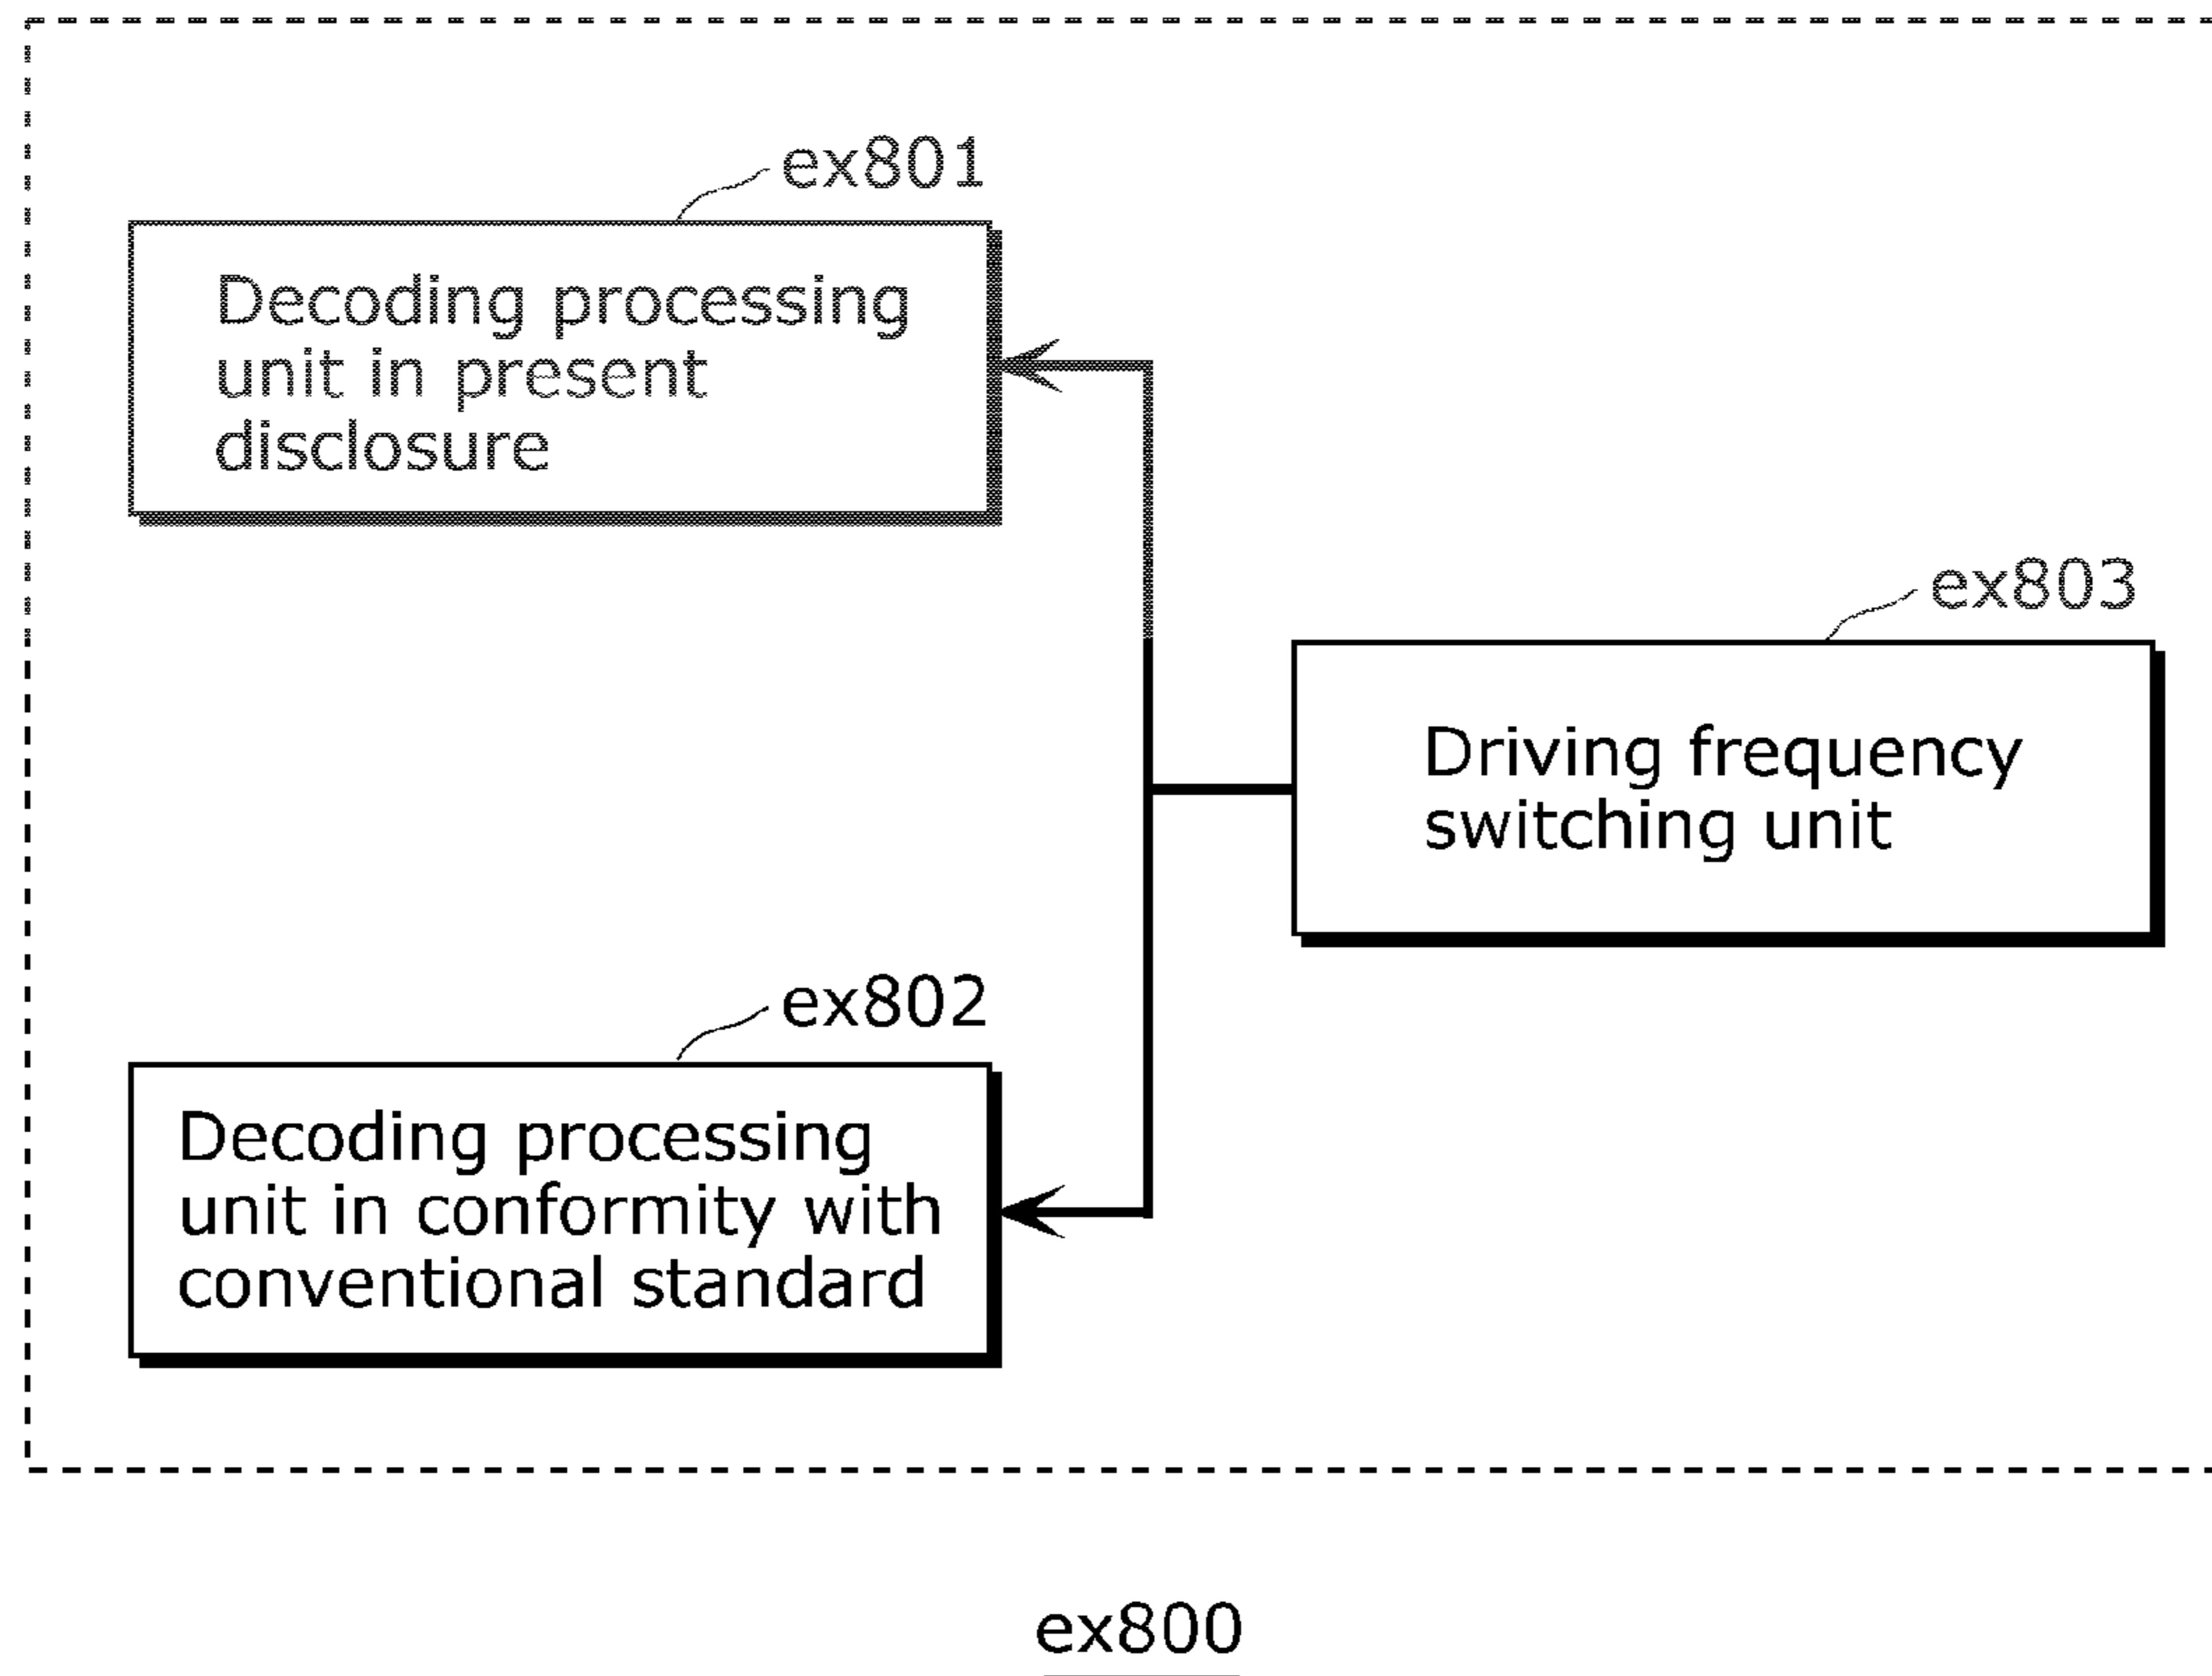 ex801
Decoding processing
unit in present
disclosure
ex803
Driving frequency
switching unit
ex802
Decoding processing
unit in conformity with
conventional standard
ex800